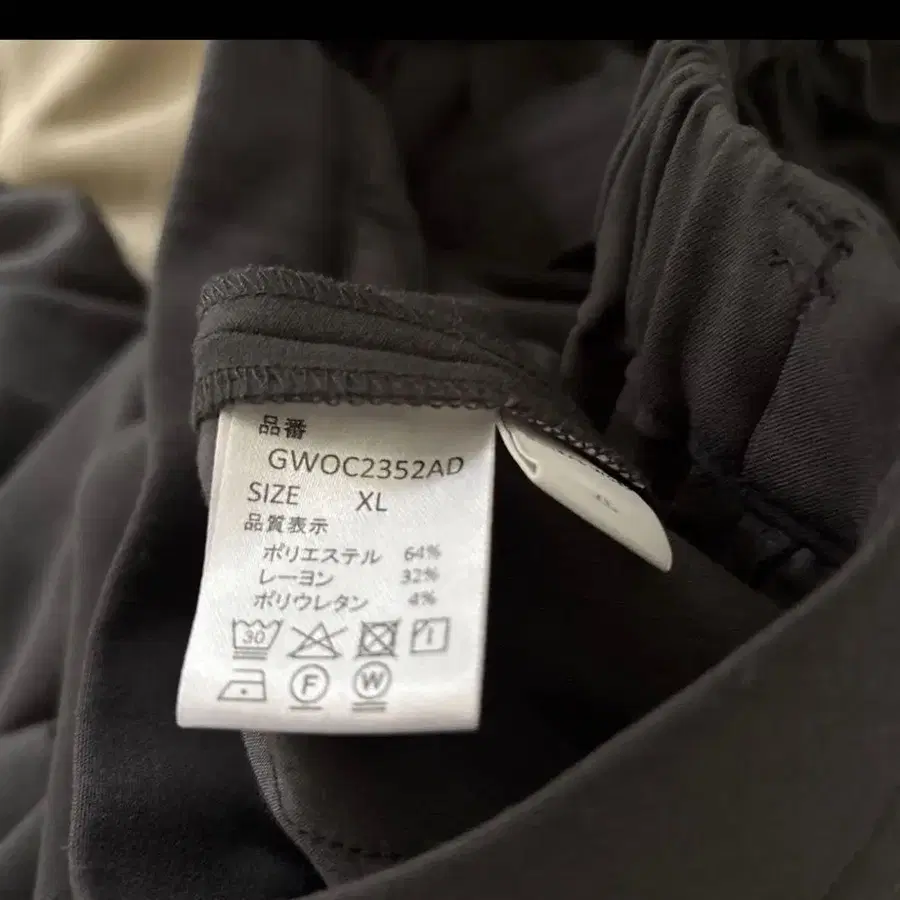 品番
GWOC2352AD
SIZE XL
品質表示
ポリエステル 64%
レーヨン 32%
ポリウレタン 4%
30
F W